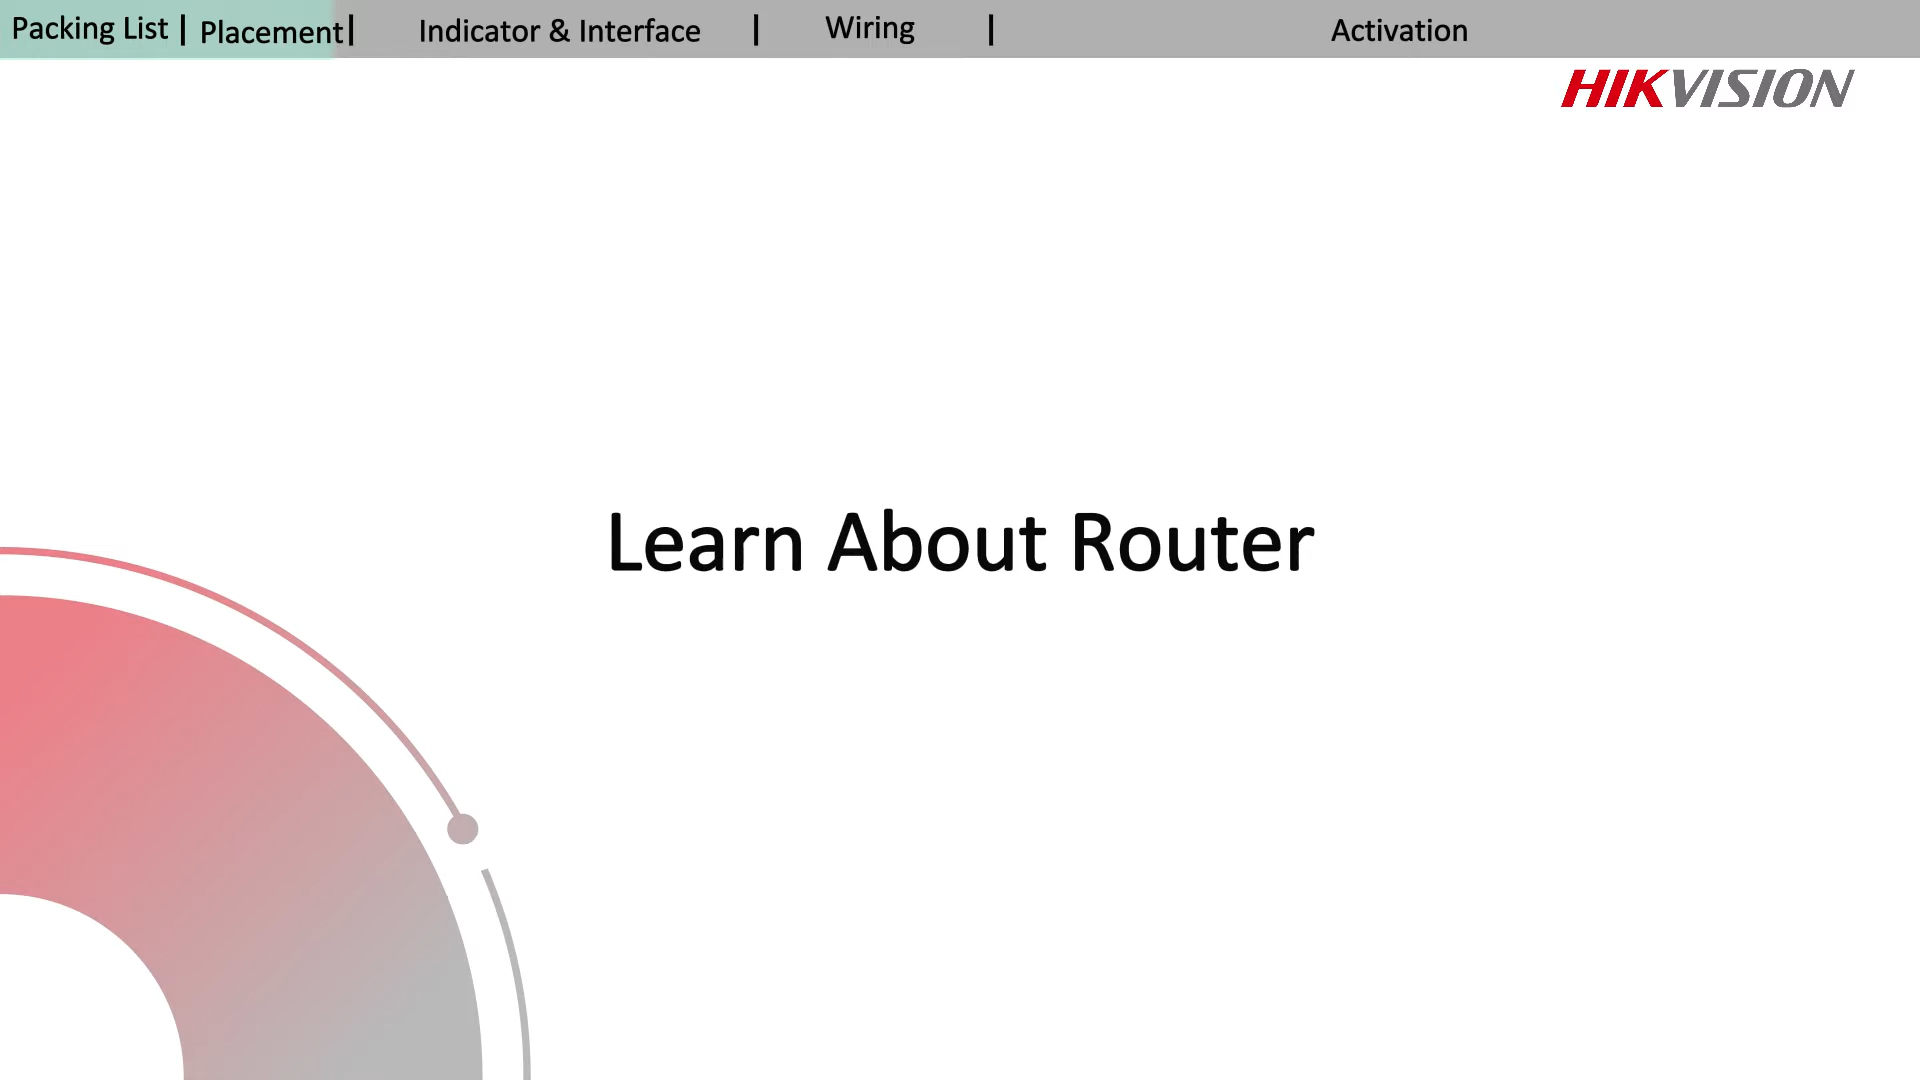 Packing List | Placement | Indicator & Interface | Wiring | Activation
HIKVISION
Learn About Router